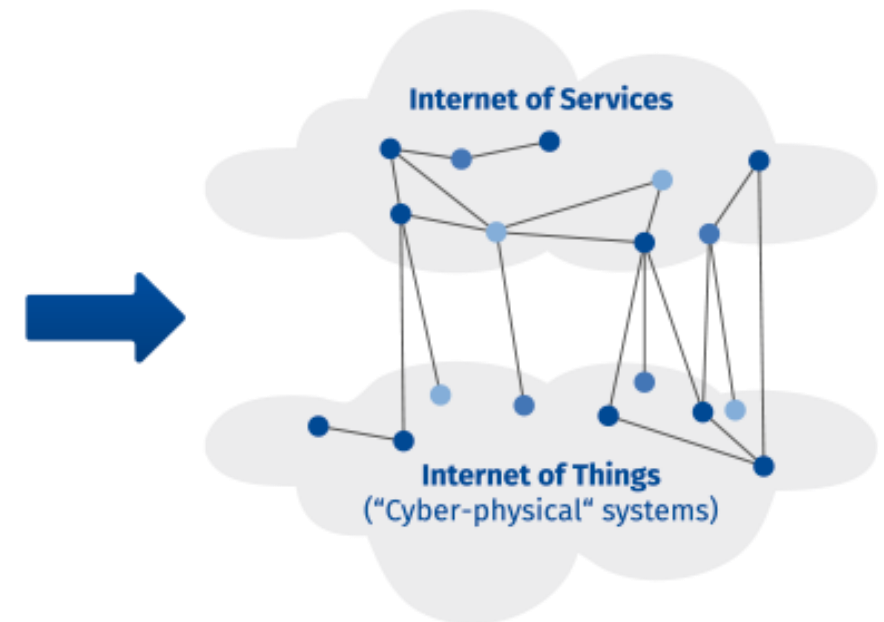 Internet of Services
Internet of Things
(“Cyber-physical“ systems)